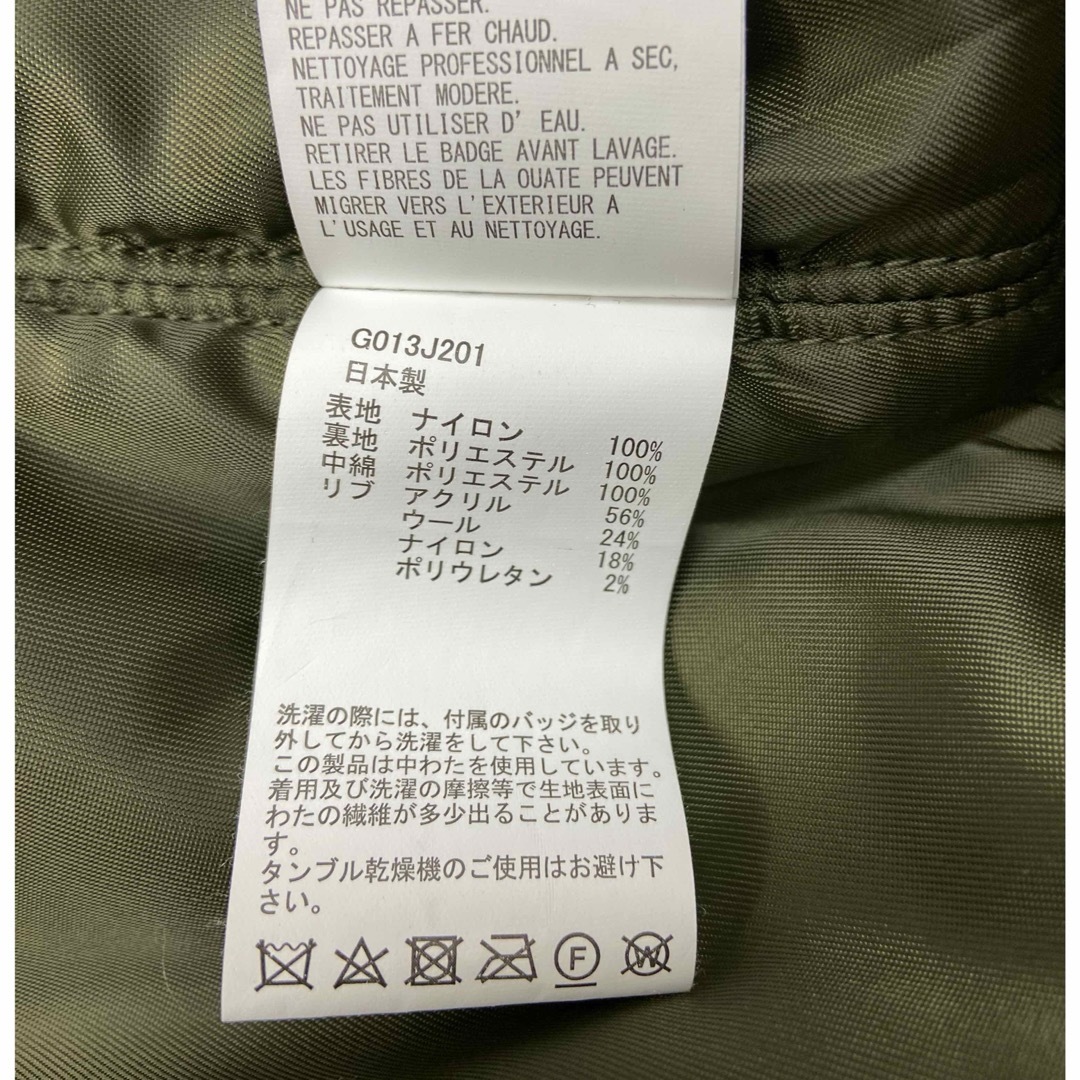 NE PAS REPASSER.
REPASSER A FER CHAUD.
NETTOYAGE PROFESSIONNEL A SEC,
TRAITEMENT MODERE.
NE PAS UTILISER D' EAU.
RETIRER LE BADGE AVANT LAVAGE.
LES FIBRES DE LA OUATE PEUVENT
MIGRER VERS L'EXTERIEUR A
L'USAGE ET AU NETTOYAGE.
G013J201
日本製
表地 ナイロン 100%
裏地 ポリエステル 100%
中綿 ポリエステル 100%
リブ アクリル 56%
ウール 24%
ナイロン 18%
ポリウレタン 2%
洗濯の際には、付属のバッジを取り
外してから洗濯をして下さい。
この製品は中わたを使用しています。
着用及び洗濯の摩擦等で生地表面に
わたの繊維が多少出ることがありま
す。
タンブル乾燥機のご使用はお避け下
さい。
F W